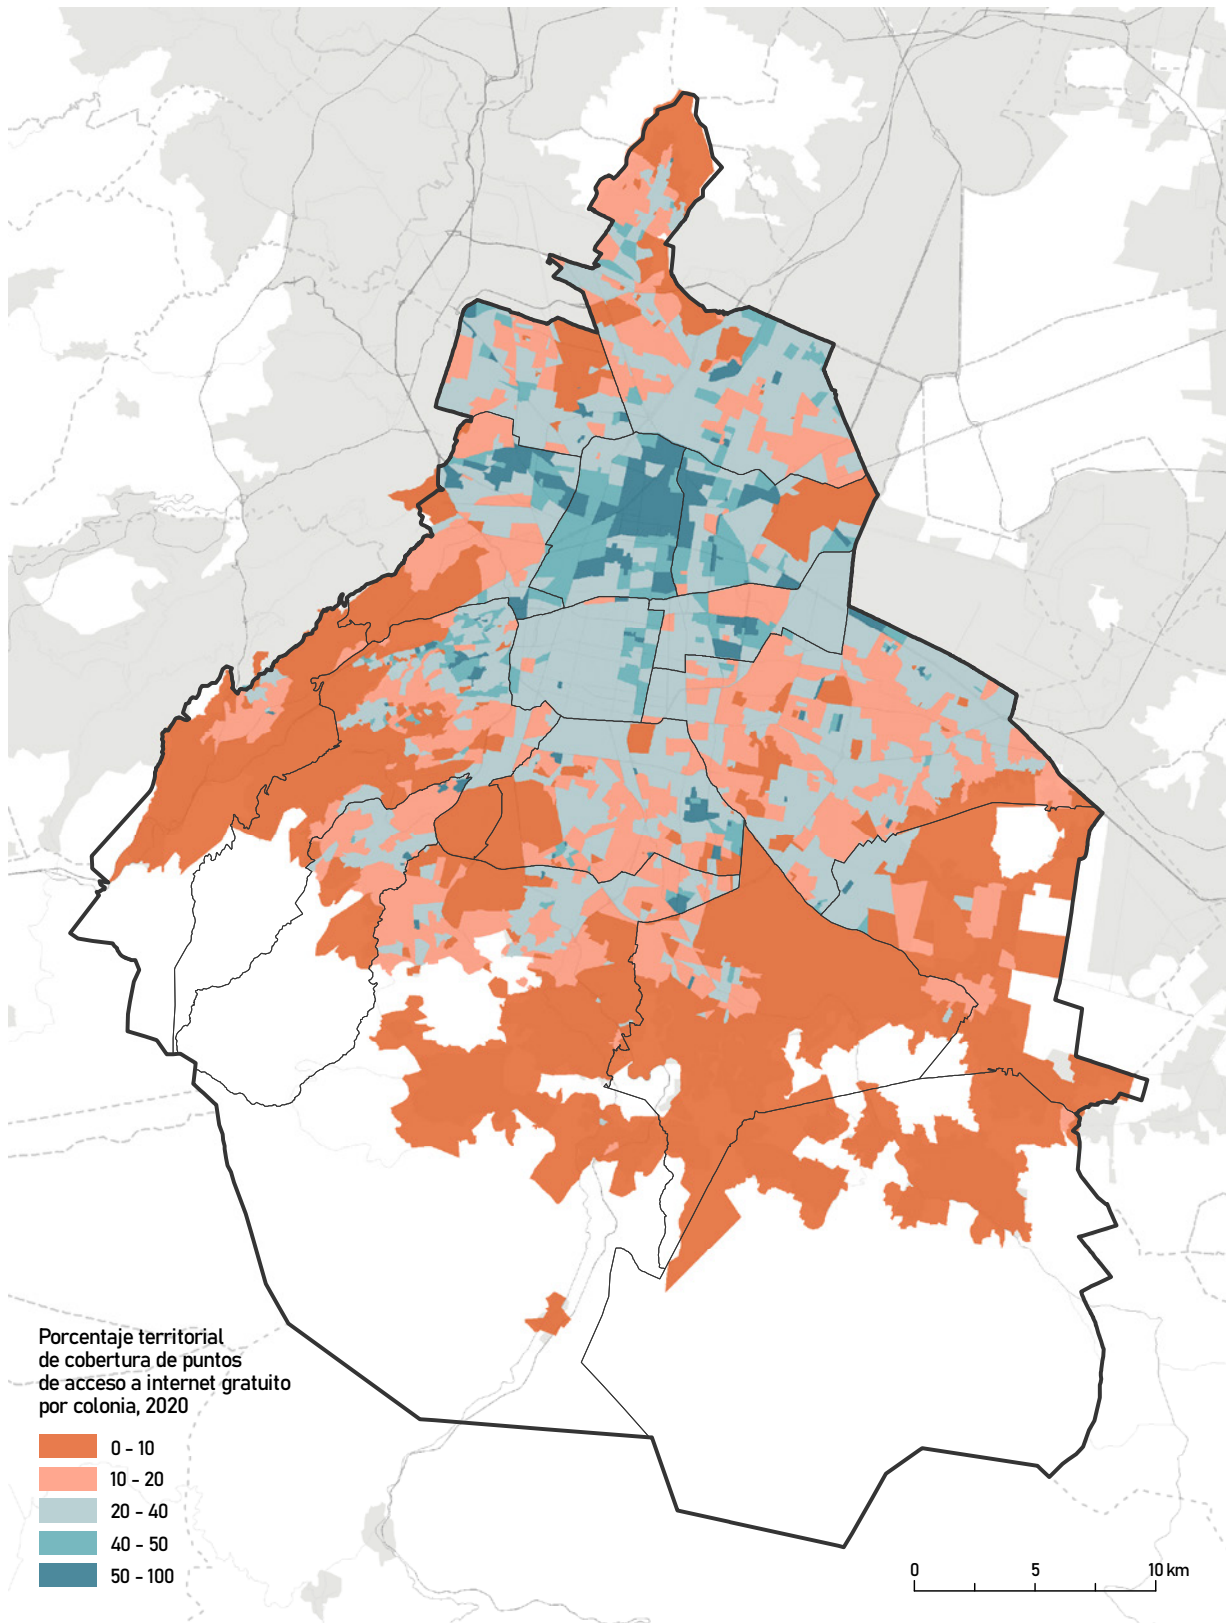 Porcentaje territorial
de cobertura de puntos
de acceso a internet gratuito
por colonia, 2020
0 - 10
10 - 20
20 - 40
40 - 50
50 - 100
0 5 10 km